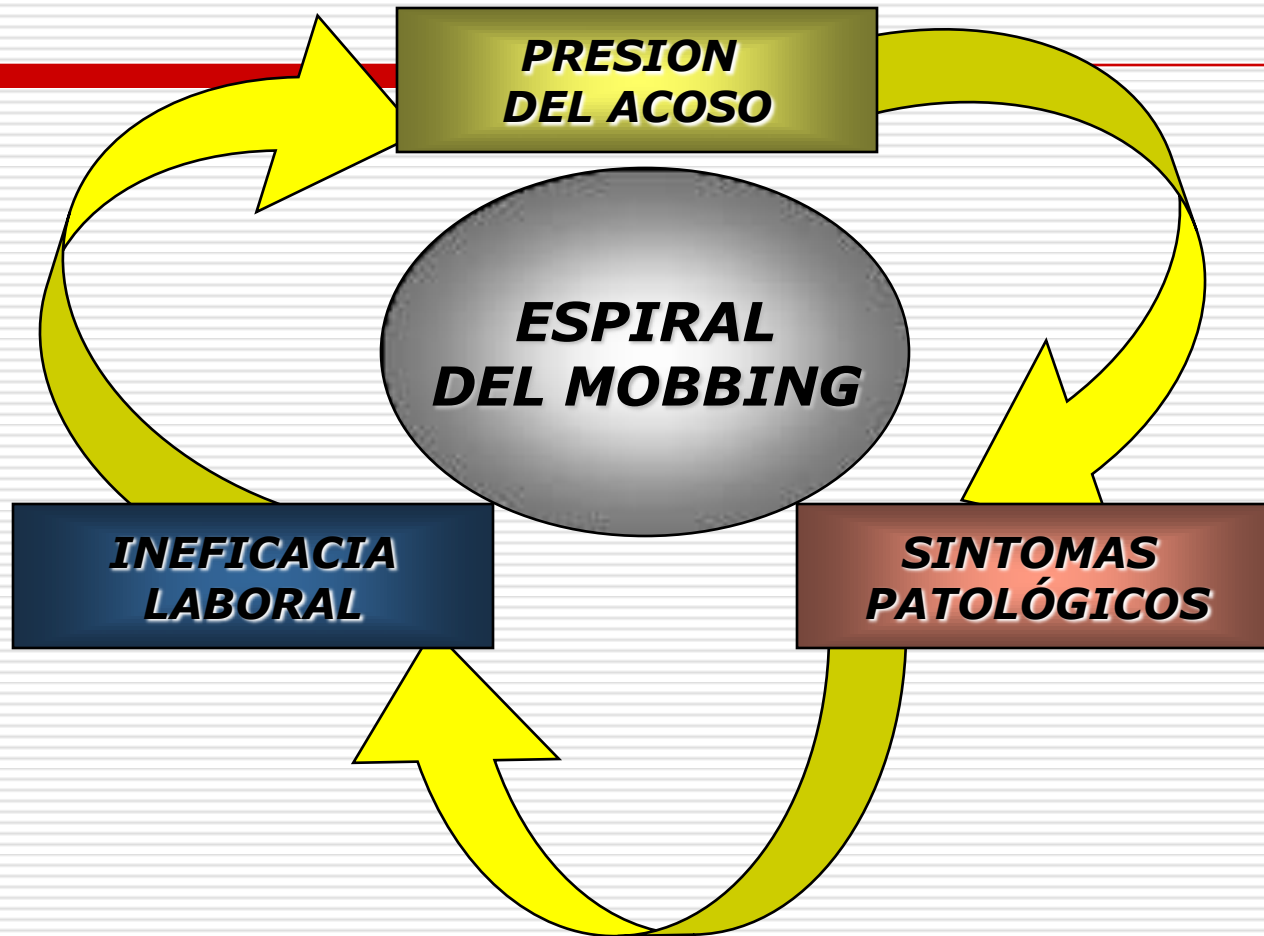 PRESION
DEL ACOSO
ESPIRAL
DEL MOBBING
INEFICACIA
LABORAL
SINTOMAS
PATOLÓGICOS